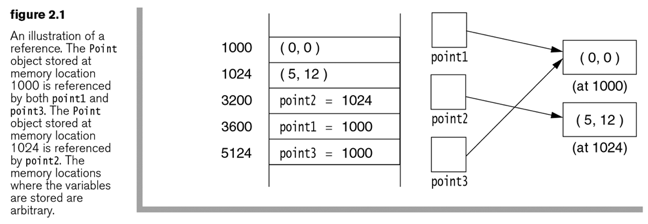 figure 2.1
An illustration of a
reference. The Point
object stored at
memory location
1000 is referenced
by both point1 and
point3. The Point
object stored at
memory location
1024 is referenced
by point2. The
memory locations
where the variables
are stored are
arbitrary.
1000 ( 0, 0 )
1024 ( 5, 12 )
3200 point2 = 1024
3600 point1 = 1000
5124 point3 = 1000
point1
point2
point3
( 0, 0 )
(at 1000)
( 5, 12 )
(at 1024)